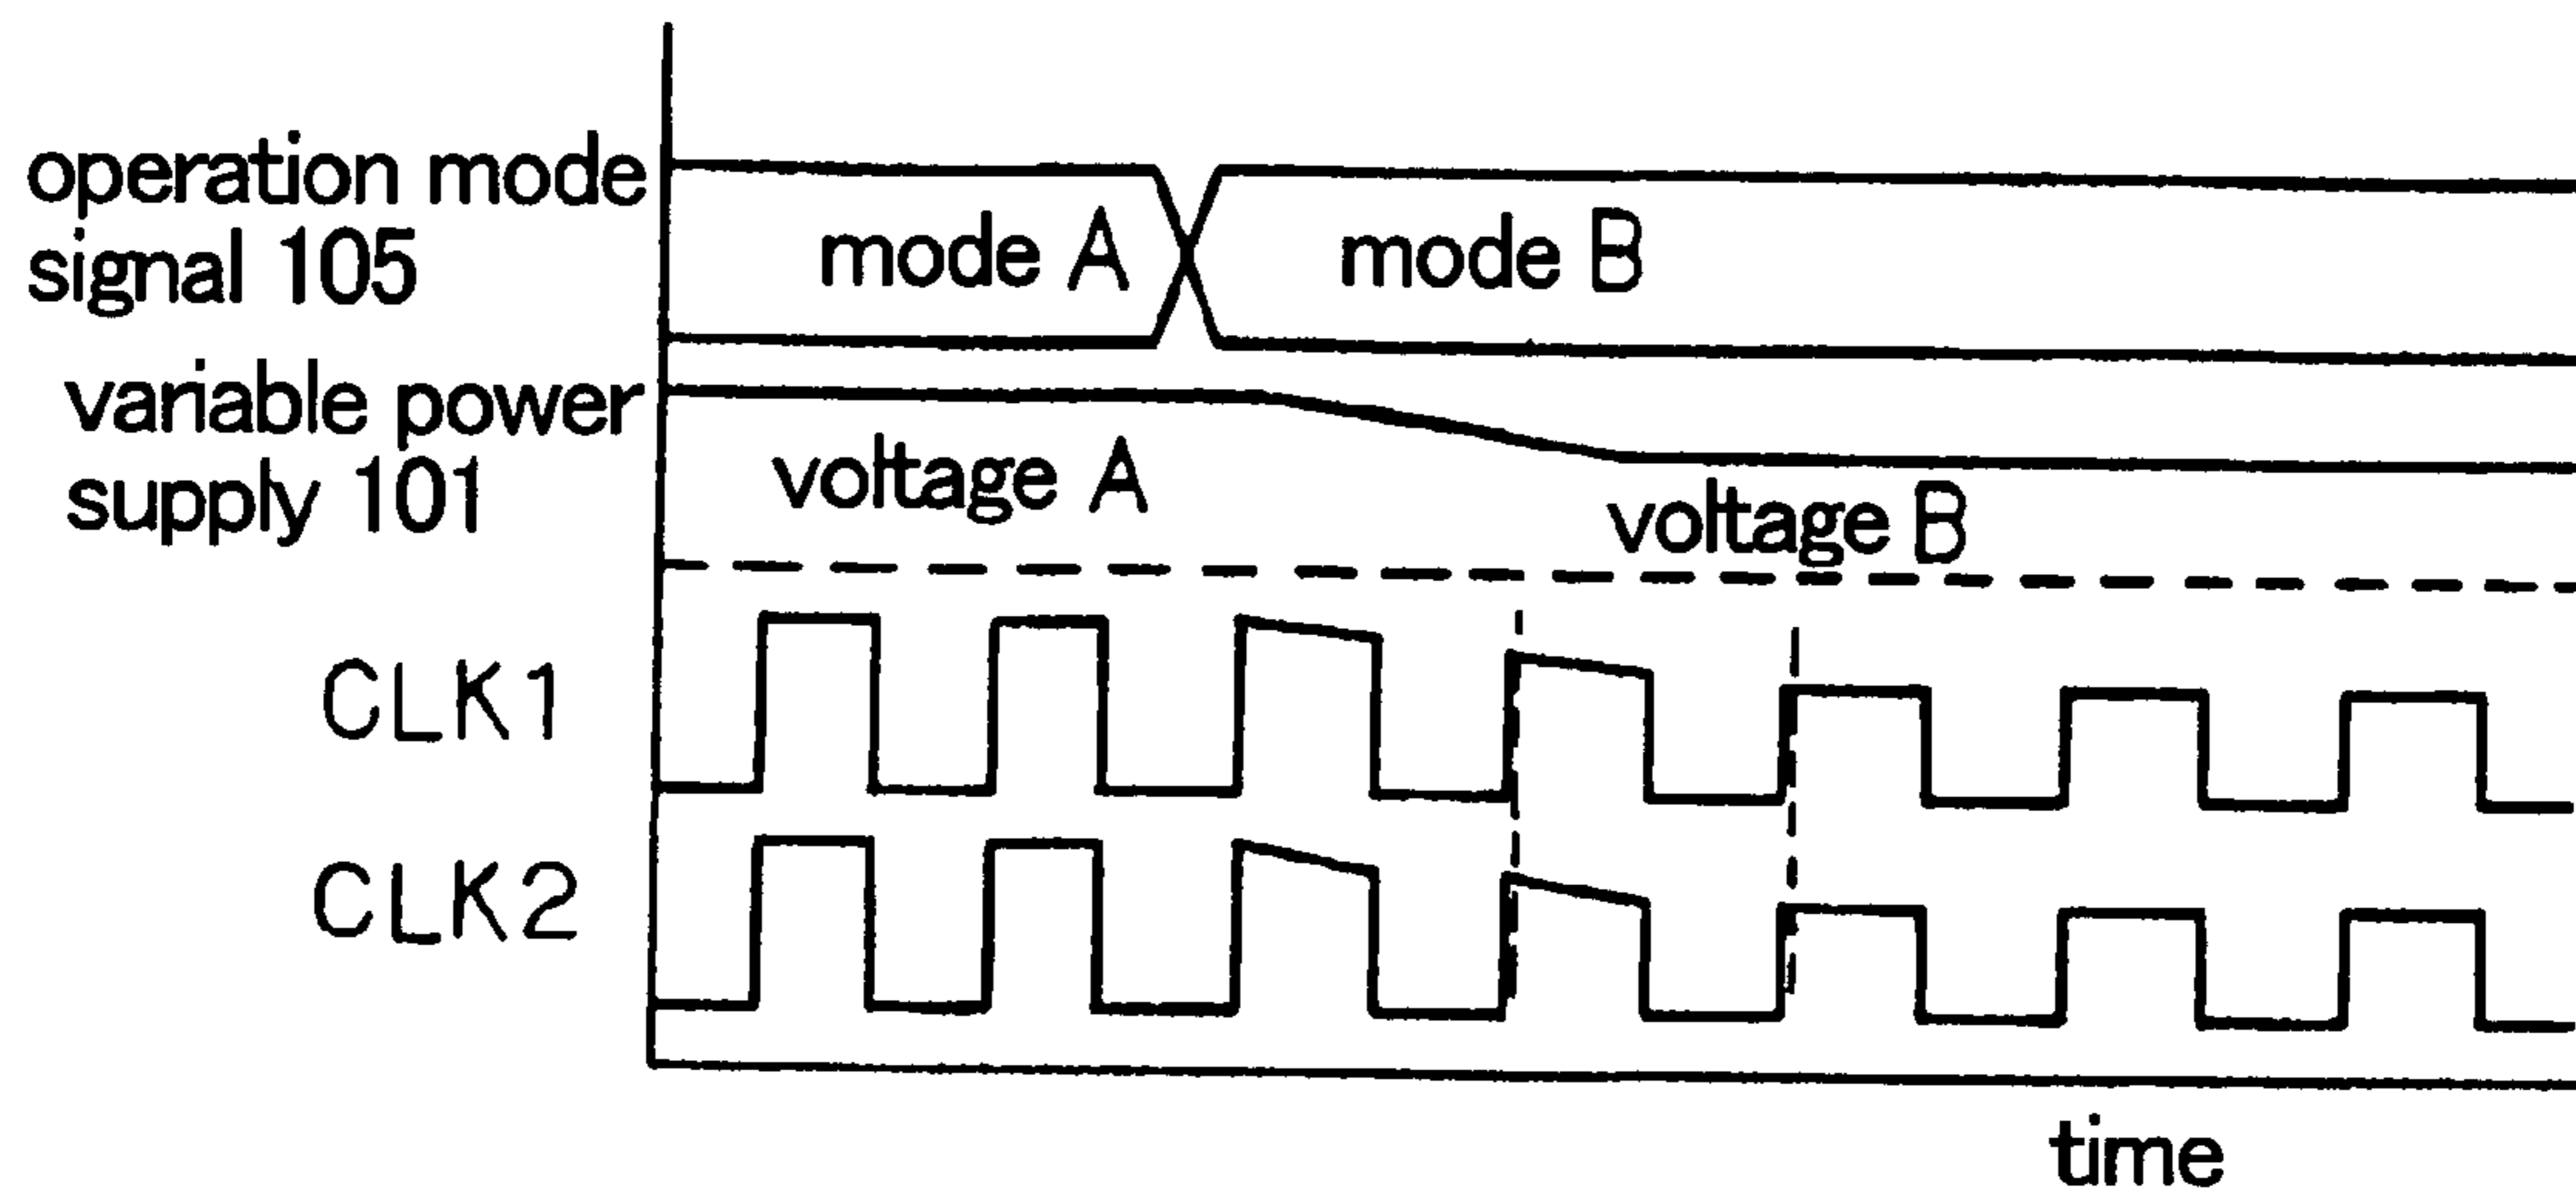 operation mode
signal 105
mode A
mode B
variable power
supply 101
voltage A
voltage B
CLK1
CLK2
time